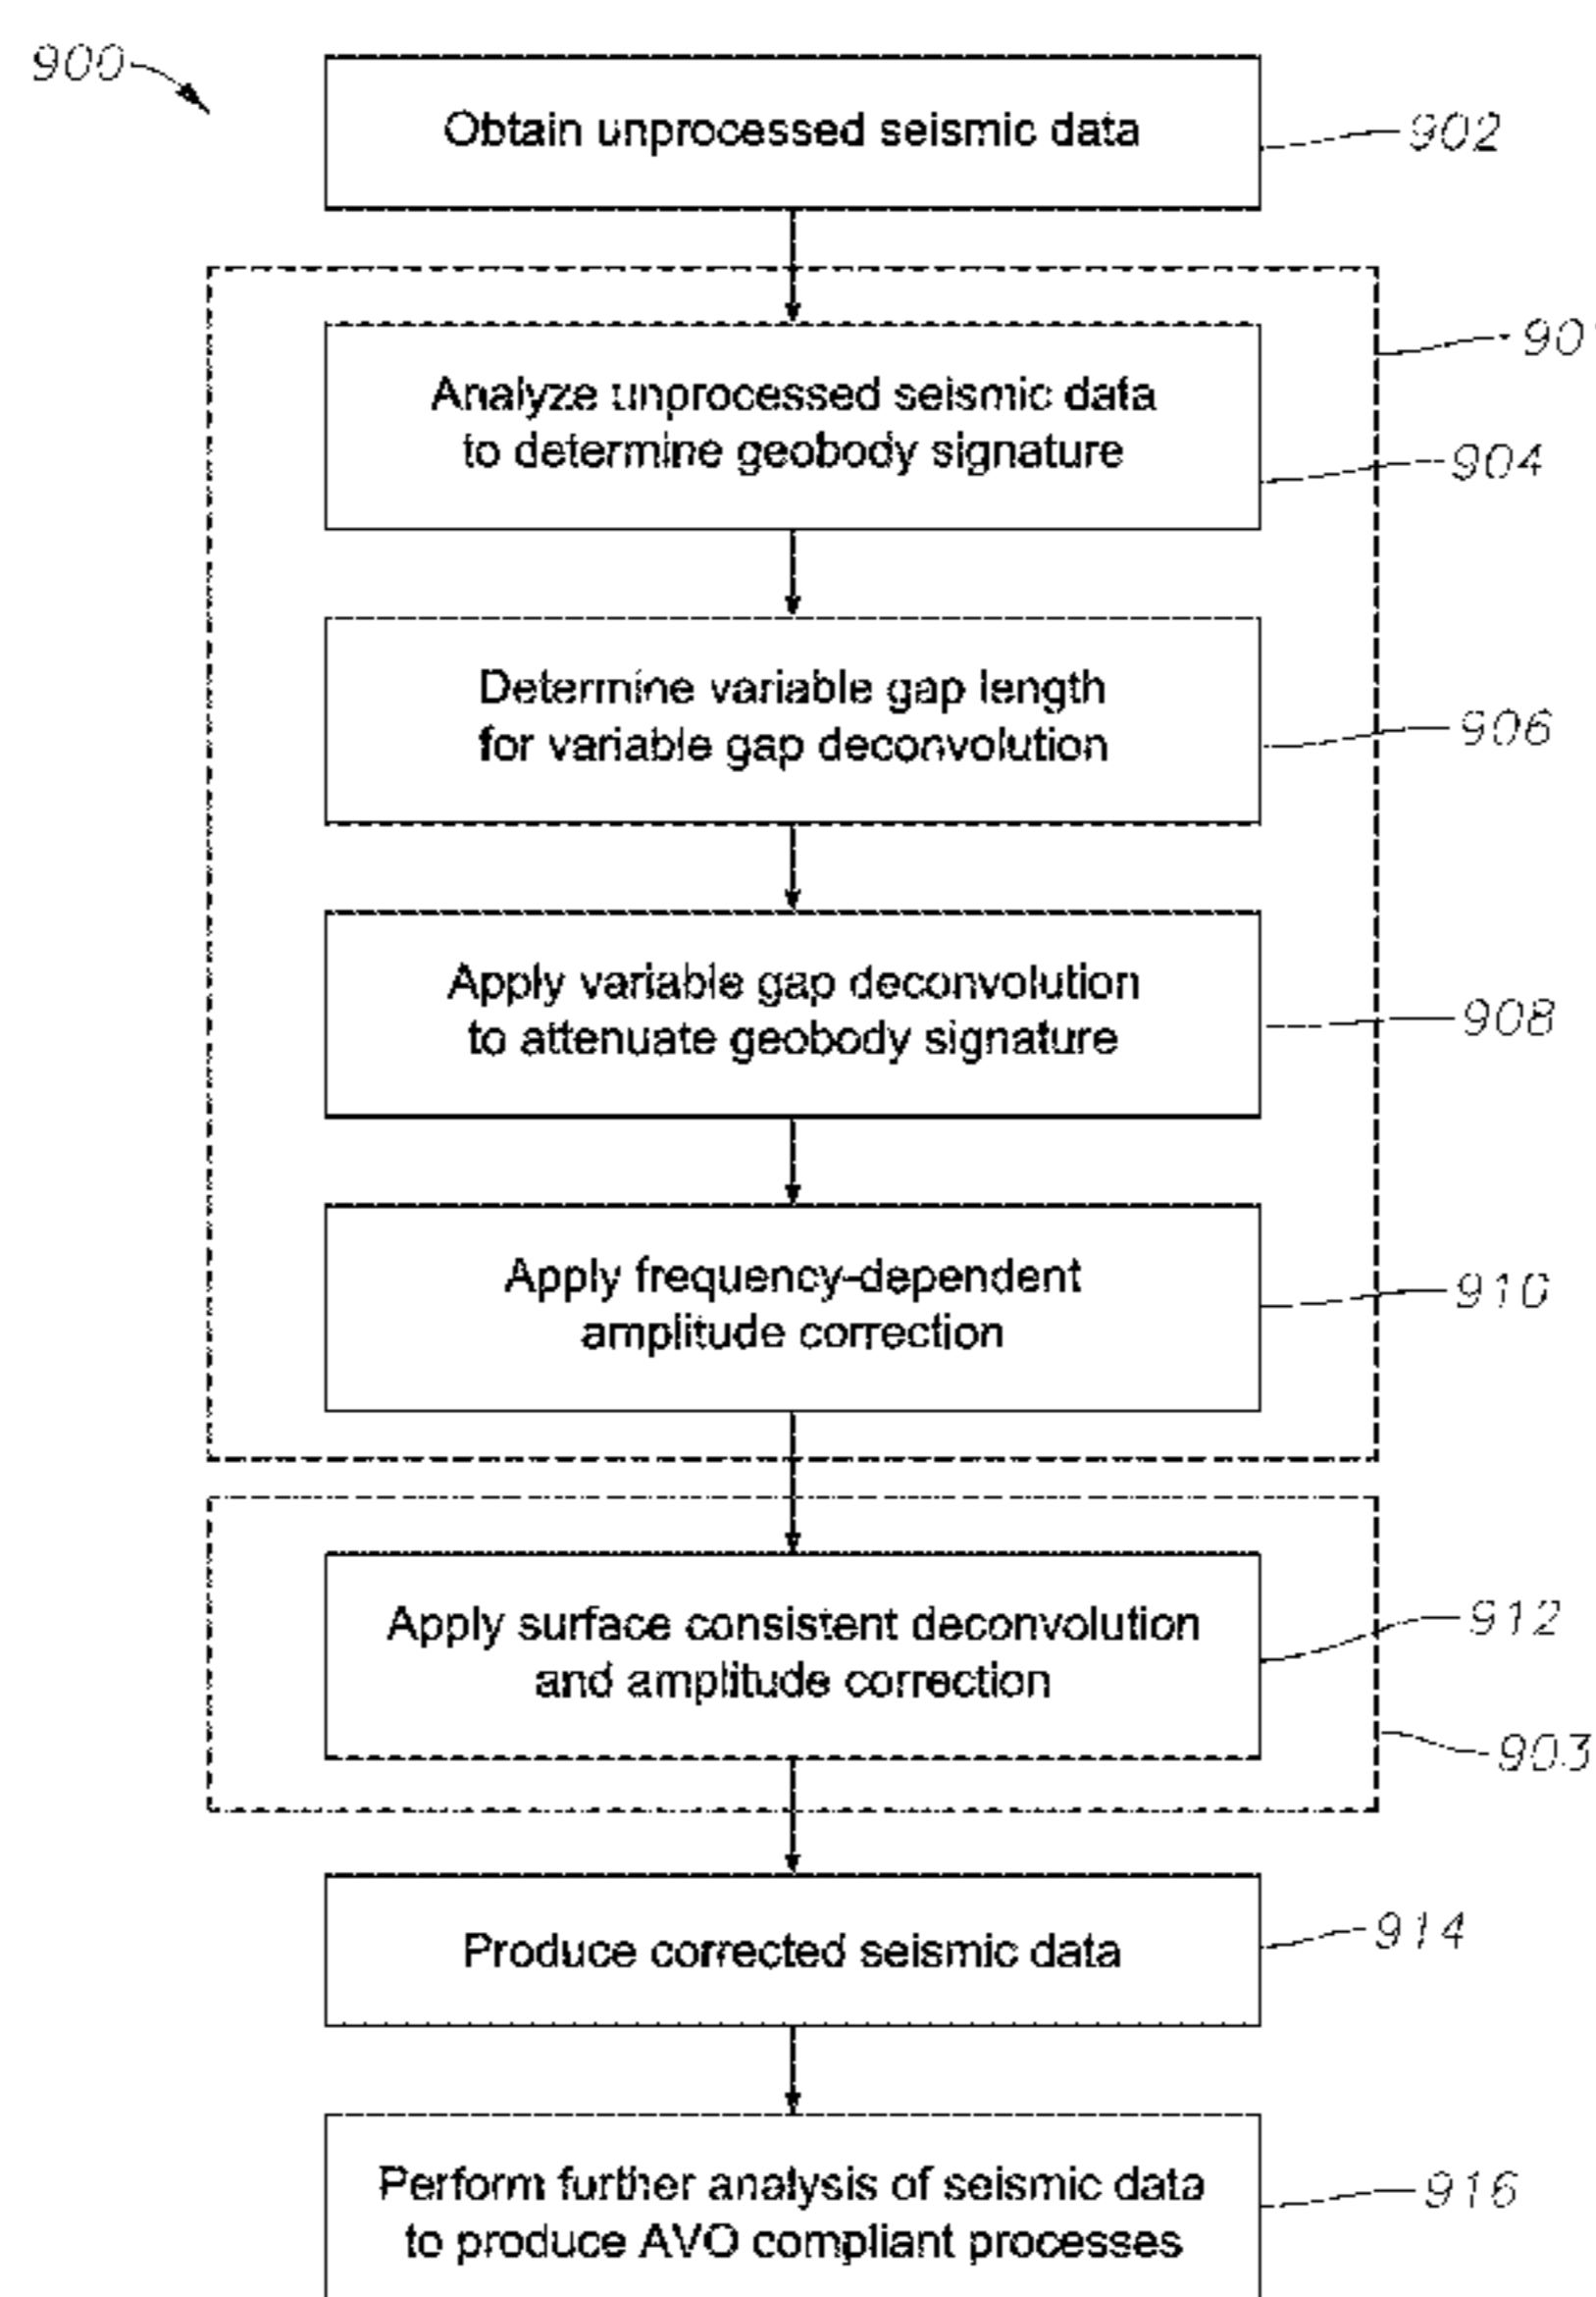 900
Obtain unprocessed seismic data
902
Analyze unprocessed seismic data
to determine geobody signature
904
Determine variable gap length
for variable gap deconvolution
906
Apply variable gap deconvolution
to attenuate geobody signature
908
Apply frequency-dependent
amplitude correction
910
Apply surface consistent deconvolution
and amplitude correction
912
903
Produce corrected seismic data
914
Perform further analysis of seismic data
to produce AVO compliant processes
916